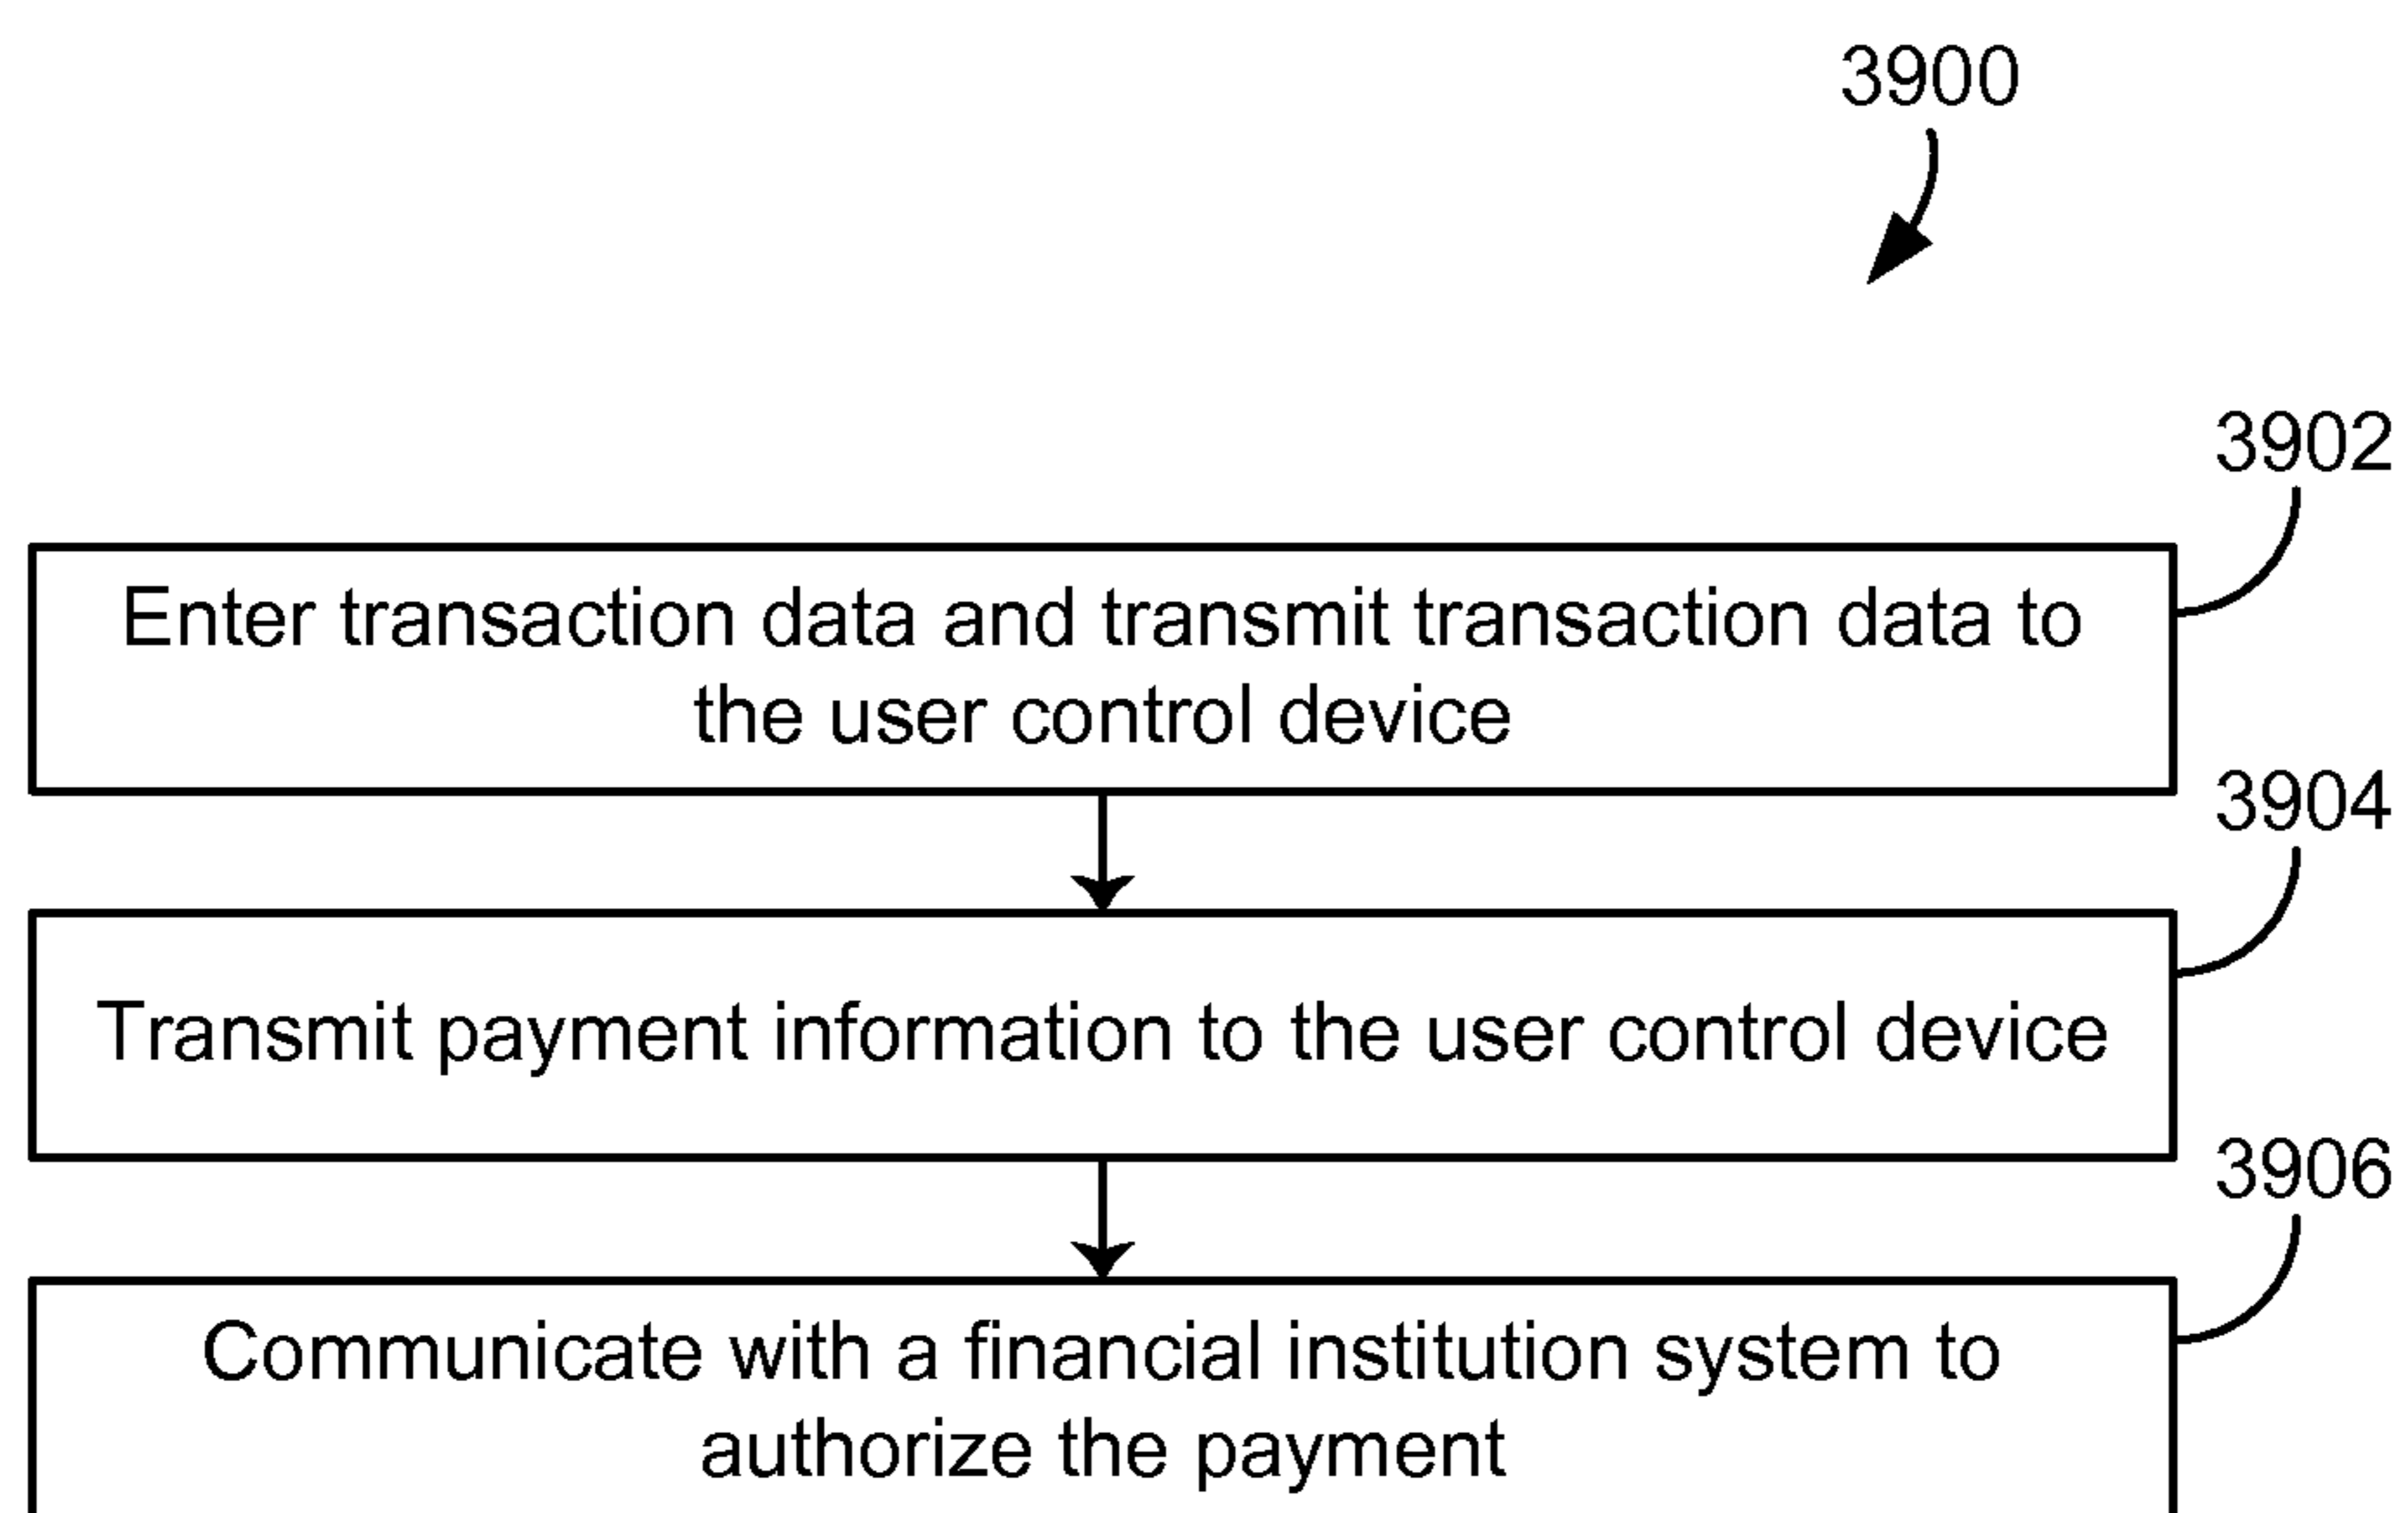 3900
3902
Enter transaction data and transmit transaction data to
the user control device
3904
Transmit payment information to the user control device
3906
Communicate with a financial institution system to
authorize the payment